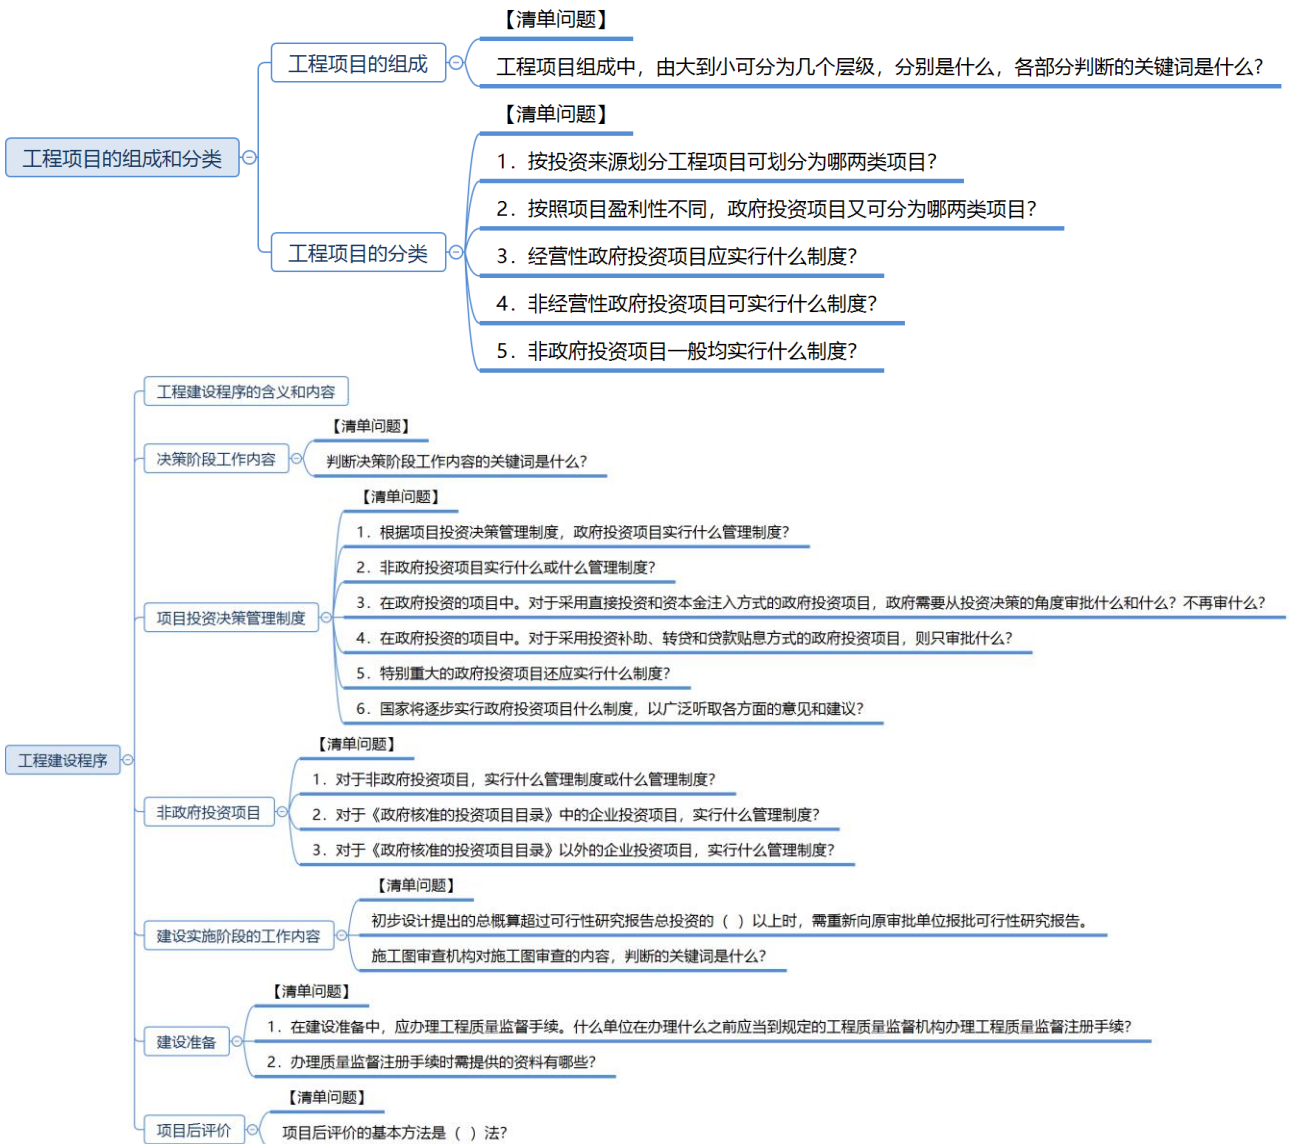 工程项目的组成和分类
工程项目的组成
【清单问题】
工程项目组成中，由大到小可分为几个层级，分别是什么，各部分判断的关键词是什么?
工程项目的分类
【清单问题】
1．按投资来源划分工程项目可划分为哪两类项目?
2．按照项目盈利性不同，政府投资项目又可分为哪两类项目?
3．经营性政府投资项目应实行什么制度?
4．非经营性政府投资项目可实行什么制度?
5．非政府投资项目一般均实行什么制度?
工程建设程序
工程建设程序的含义和内容
决策阶段工作内容
【清单问题】
判断决策阶段工作内容的关键词是什么?
项目投资决策管理制度
【清单问题】
1．根据项目投资决策管理制度，政府投资项目实行什么管理制度?
2．非政府投资项目实行什么或什么管理制度?
3．在政府投资的项目中。对于采用直接投资和资本金注入方式的政府投资项目，政府需要从投资决策的角度审批什么和什么? 不再审什么?
4．在政府投资的项目中。对于采用投资补助、转贷和贷款贴息方式的政府投资项目，则只审批什么?
5．特别重大的政府投资项目还应实行什么制度?
6．国家将逐步实行政府投资项目什么制度，以广泛听取各方面的意见和建议?
非政府投资项目
【清单问题】
1．对于非政府投资项目，实行什么管理制度或什么管理制度?
2．对于《政府核准的投资项目目录》中的企业投资项目，实行什么管理制度?
3．对于《政府核准的投资项目目录》以外的企业投资项目，实行什么管理制度?
建设实施阶段的工作内容
【清单问题】
初步设计提出的总概算超过可行性研究报告总投资的（ ）以上时，需重新向原审批单位报批可行性研究报告。
施工图审查机构对施工图审查的内容，判断的关键词是什么?
建设准备
【清单问题】
1．在建设准备中，应办理工程质量监督手续。什么单位在办理什么之前应当到规定的工程质量监督机构办理工程质量监督注册手续?
2．办理质量监督注册手续时需提供的资料有哪些?
项目后评价
【清单问题】
项目后评价的基本方法是（ ）法?